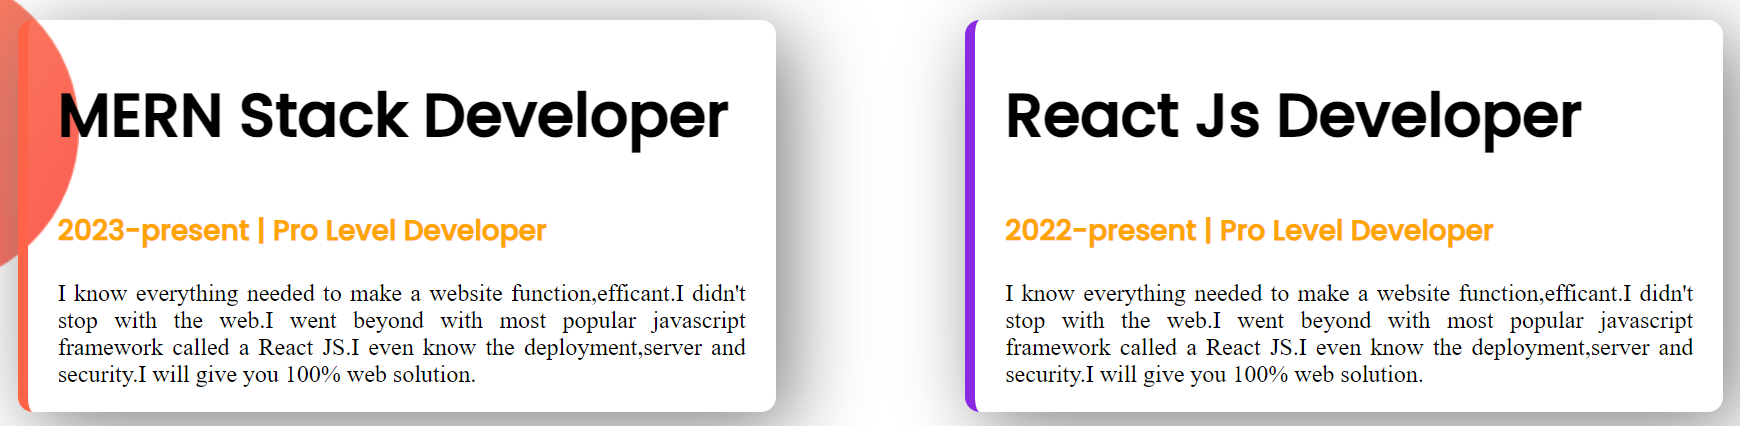 MERN Stack Developer
2023-present | Pro Level Developer
I know everything needed to make a website function,efficant.I didn't
stop with the web.I went beyond with most popular javascript
framework called a React JS.I even know the deployment,server and
security.I will give you 100% web solution.
React Js Developer
2022-present | Pro Level Developer
I know everything needed to make a website function,efficant.I didn't
stop with the web.I went beyond with most popular javascript
framework called a React JS.I even know the deployment,server and
security.I will give you 100% web solution.